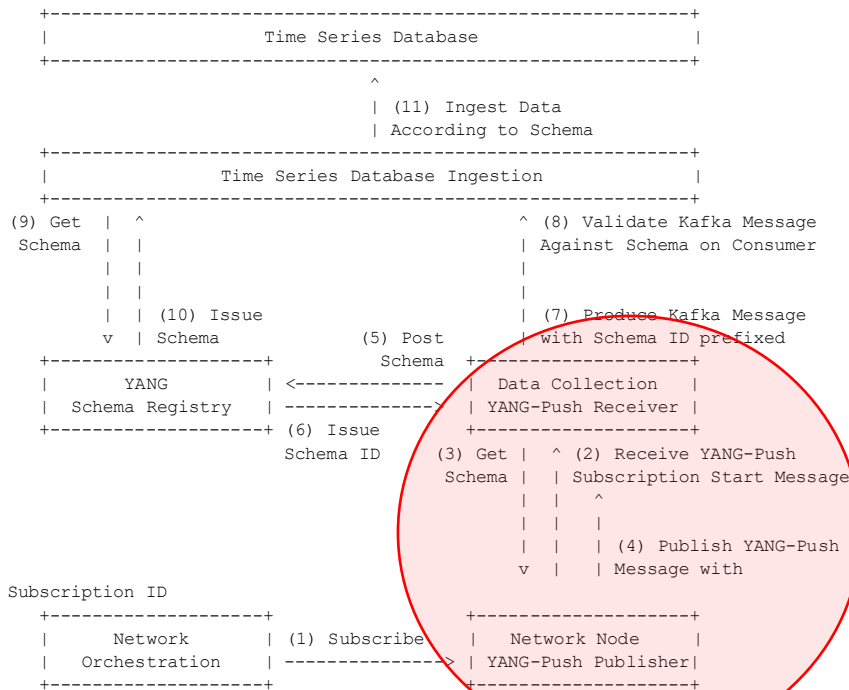 +------------------------------------------------------------+
|                    Time Series Database                    |
+------------------------------------------------------------+
^
| (11) Ingest Data
| According to Schema
+------------------------------------------------------------+
|                Time Series Database Ingestion              |
+------------------------------------------------------------+
(9) Get  |  ^                                   ^ (8) Validate Kafka Message
Schema  |  |                                   | Against Schema on Consumer
|  |                                   |
|  |                                   |
|  | (10) Issue                          | (7) Produce Kafka Message
v  | Schema             (5) Post       | with Schema ID prefixed
+--------------------+                   Schema  +--------------------+
|        YANG        | <--------------  |  Data Collection   |
|  Schema Registry   | -------------->  | YANG-Push Receiver |
+--------------------+ (6) Issue        +--------------------+
Schema ID     (3) Get |  ^ (2) Receive YANG-Push
Schema |  | Subscription Start Message
|  |   ^
|  |   |
|  |   | (4) Publish YANG-Push
v  |   | Message with
Subscription ID
+--------------------+                  +--------------------+
|      Network       | (1) Subscribe    |   Network Node     |
|   Orchestration    | --------------->  | YANG-Push Publisher|
+--------------------+                  +--------------------+